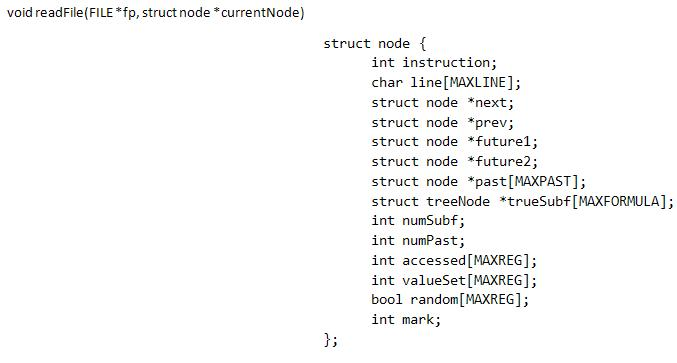 void readFile(FILE *fp, struct node *currentNode)
struct node {
int instruction;
char line[MAXLINE];
struct node *next;
struct node *prev;
struct node *future1;
struct node *future2;
struct node *past[MAXPAST];
struct treeNode *trueSubf[MAXFORMULA];
int numSubf;
int numPast;
int accessed[MAXREG];
int valueSet[MAXREG];
bool random[MAXREG];
int mark;
};